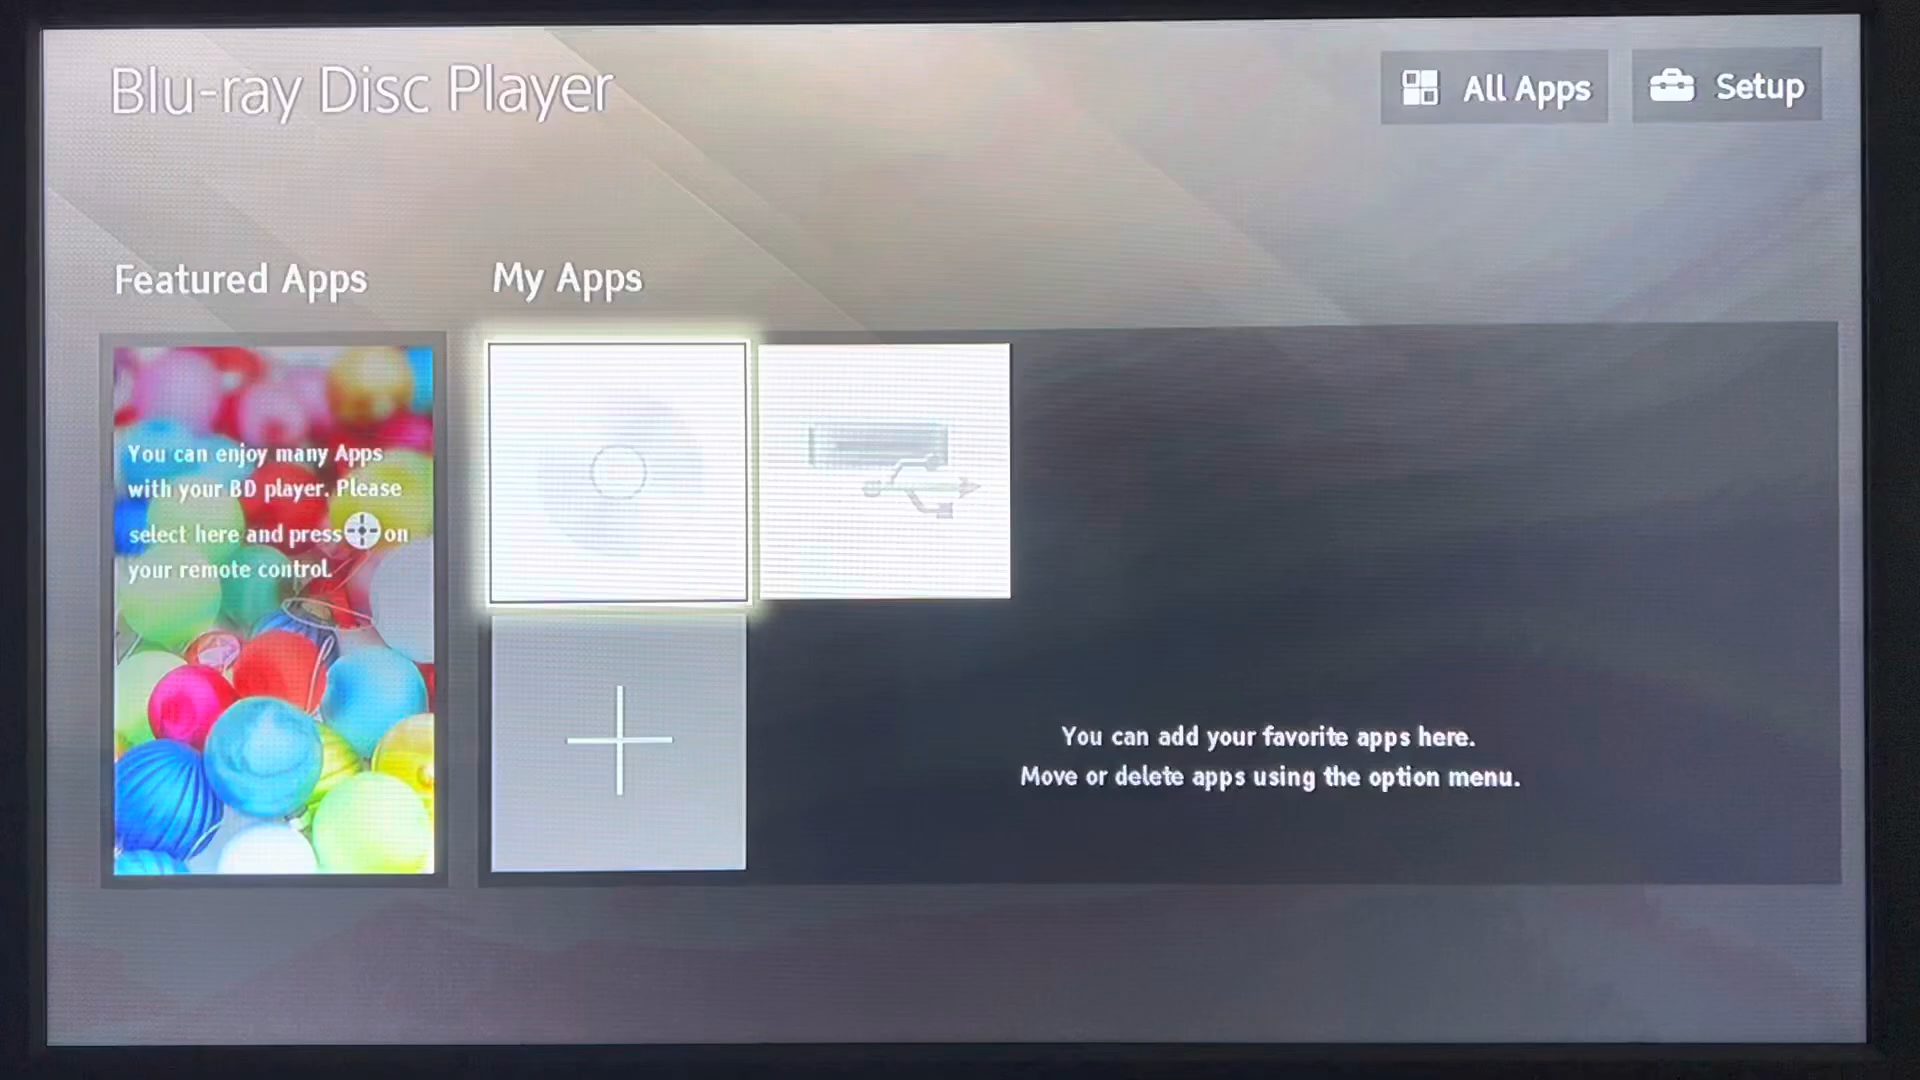 Blu-ray Disc Player
All Apps
Setup
Featured Apps
My Apps
You can enjoy many Apps
with your BD player. Please
select here and press on
your remote control.
You can add your favorite apps here.
Move or delete apps using the option menu.